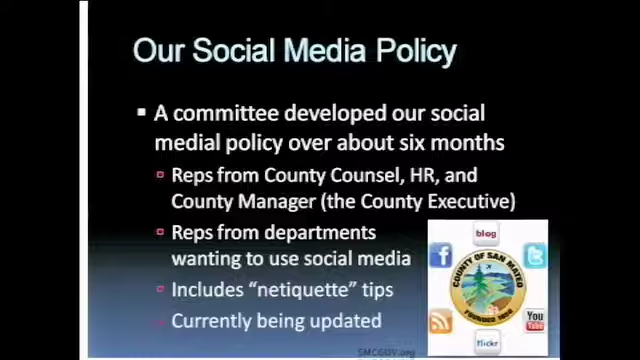 Our Social Media Policy
A committee developed our social
medial policy over about six months
Reps from County Counsel, HR, and
County Manager (the County Executive)
Reps from departments
wanting to use social media
Includes “netiquette” tips
Currently being updated
blog
f
t
COUNTY OF SAN MATEO
FOUNDED 1856
You
Tube
flickr
SMCGOV.org